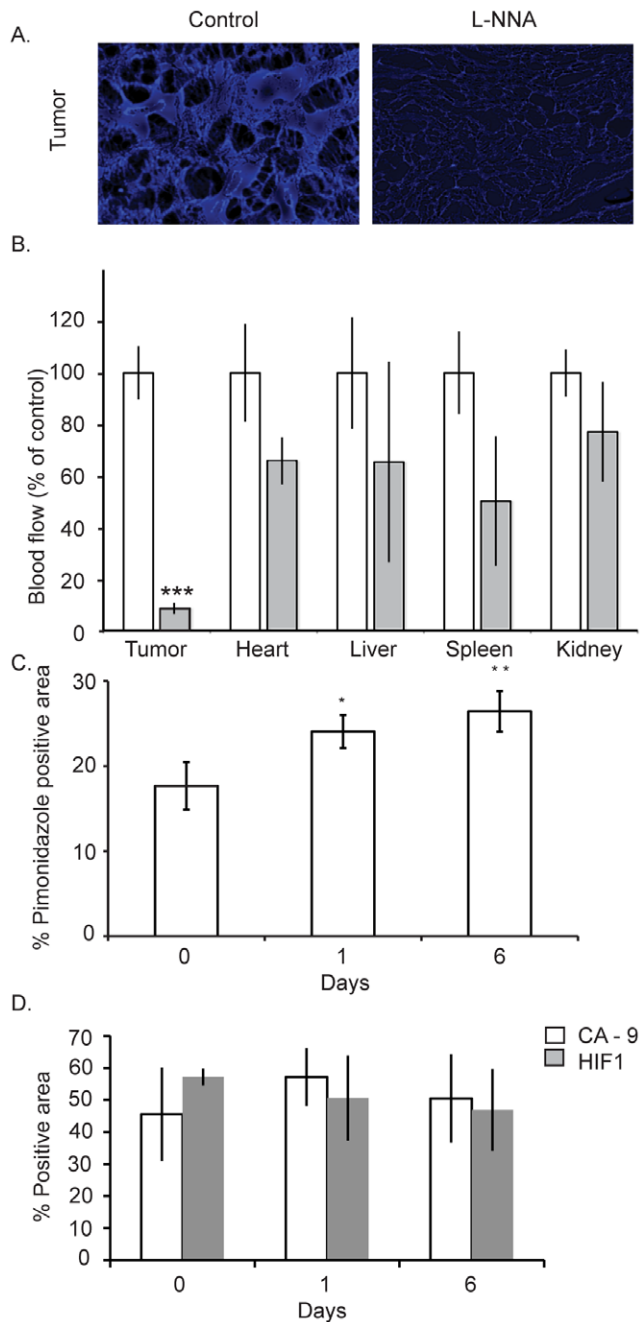 A.
Control L-NNA
Tumor
B.
Blood flow (% of control)
120
100
80
60
40
20
0
***
Tumor Heart Liver Spleen Kidney
C.
% Pimonidazole positive area
30
20
10
0
* **
0 1 6
Days
D.
% Positive area
70
60
50
40
30
20
10
0
CA - 9
HIF1
0 1 6
Days